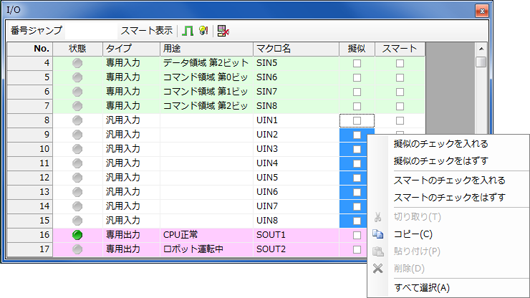 I/O
番号ジャンプ スマート表示
No. 状態 タイプ 用途 マクロ名 擬似 スマート
4 専用入力 データ領域 第2ビット SIN5
5 専用入力 コマンド領域 第0ビッ SIN6
6 専用入力 コマンド領域 第1ビッ SIN7
7 専用入力 コマンド領域 第2ビッ SIN8
8 汎用入力 UIN1
9 汎用入力 UIN2
10 汎用入力 UIN3
11 汎用入力 UIN4
12 汎用入力 UIN5
13 汎用入力 UIN6
14 汎用入力 UIN7
15 汎用入力 UIN8
16 専用出力 CPU正常 SOUT1
17 専用出力 ロボット運転中 SOUT2
擬似のチェックを入れる
擬似のチェックをはずす
スマートのチェックを入れる
スマートのチェックをはずす
切り取り(T)
コピー(C)
貼り付け(P)
削除(D)
すべて選択(A)